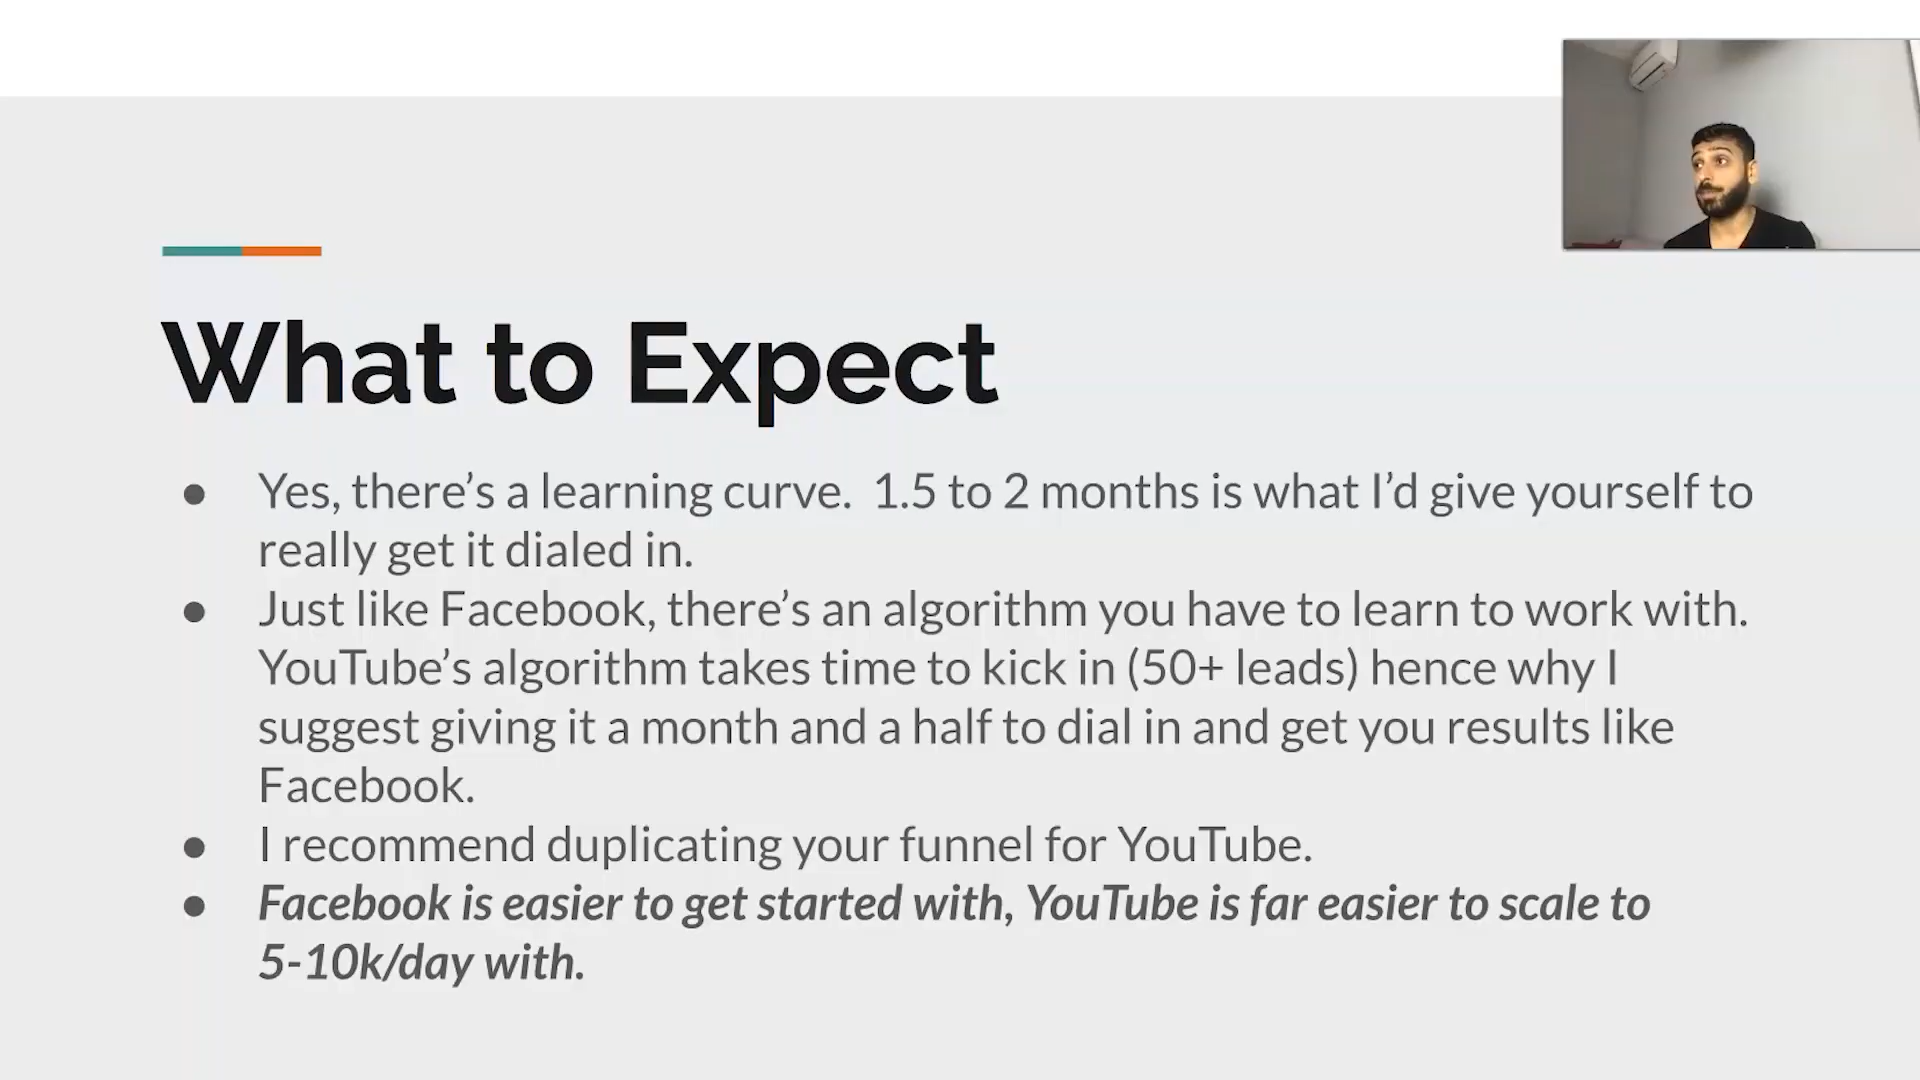 What to Expect
● Yes, there’s a learning curve.  1.5 to 2 months is what I’d give yourself to
really get it dialed in.
● Just like Facebook, there’s an algorithm you have to learn to work with.
YouTube’s algorithm takes time to kick in (50+ leads) hence why I
suggest giving it a month and a half to dial in and get you results like
Facebook.
● I recommend duplicating your funnel for YouTube.
● Facebook is easier to get started with, YouTube is far easier to scale to
5-10k/day with.